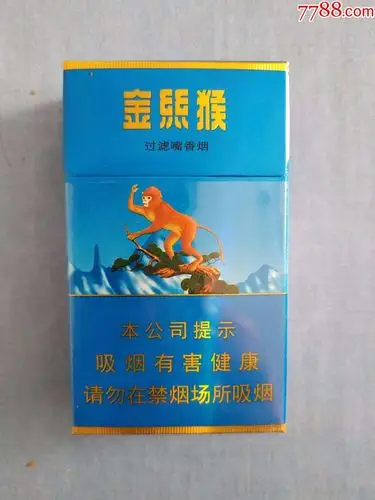 7788.com
金丝猴
过滤嘴香烟
本公司提示
吸烟有害健康
请勿在禁烟场所吸烟